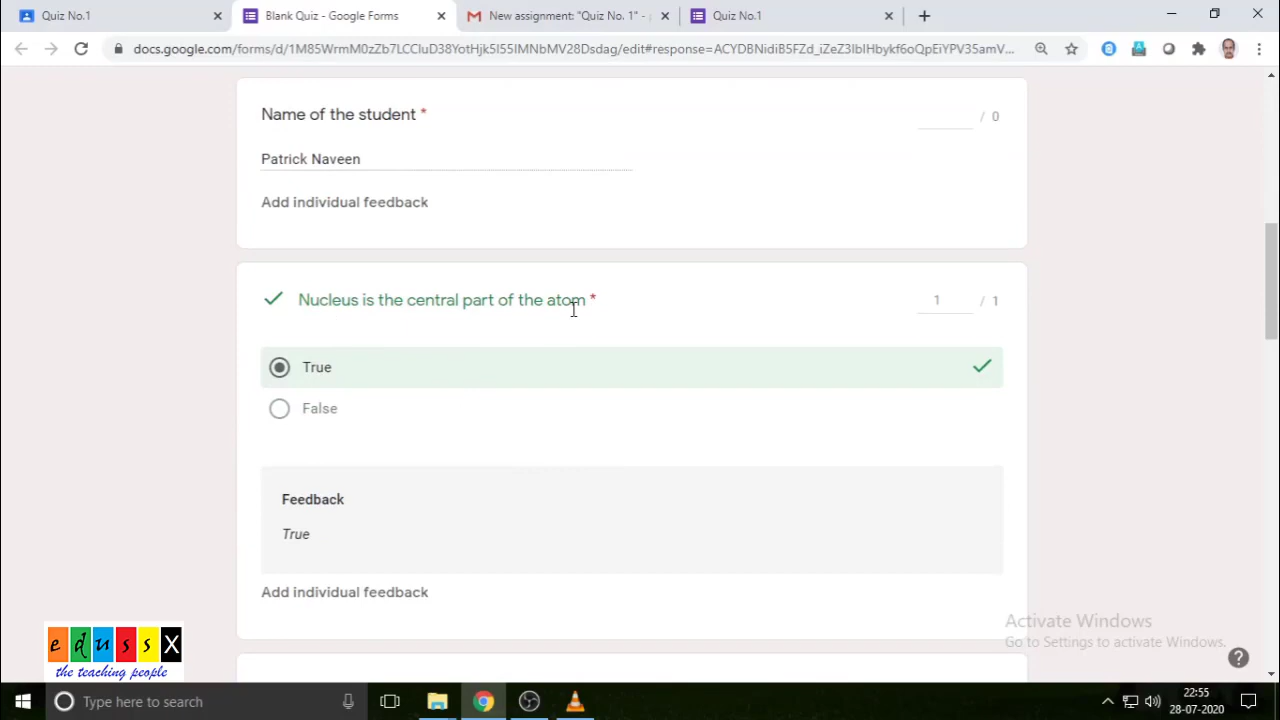 Quiz No.1
Blank Quiz - Google Forms
New assignment: "Quiz No. 1" -
Quiz No.1
docs.google.com/forms/d/1M85WrmM0zZb7LCCluD38YotHjk5I55IMNbMV28Dsdag/edit#response=ACYDBNidiB5FZd_iZeZ3IbIHbykf6oQpEiYPV35amV...
Name of the student *
/ 0
Patrick Naveen
Add individual feedback
Nucleus is the central part of the atom *
1 / 1
True
False
Feedback
True
Add individual feedback
Activate Windows
Go to Settings to activate Windows.
edussX
the teaching people
Type here to search
22:55
28-07-2020